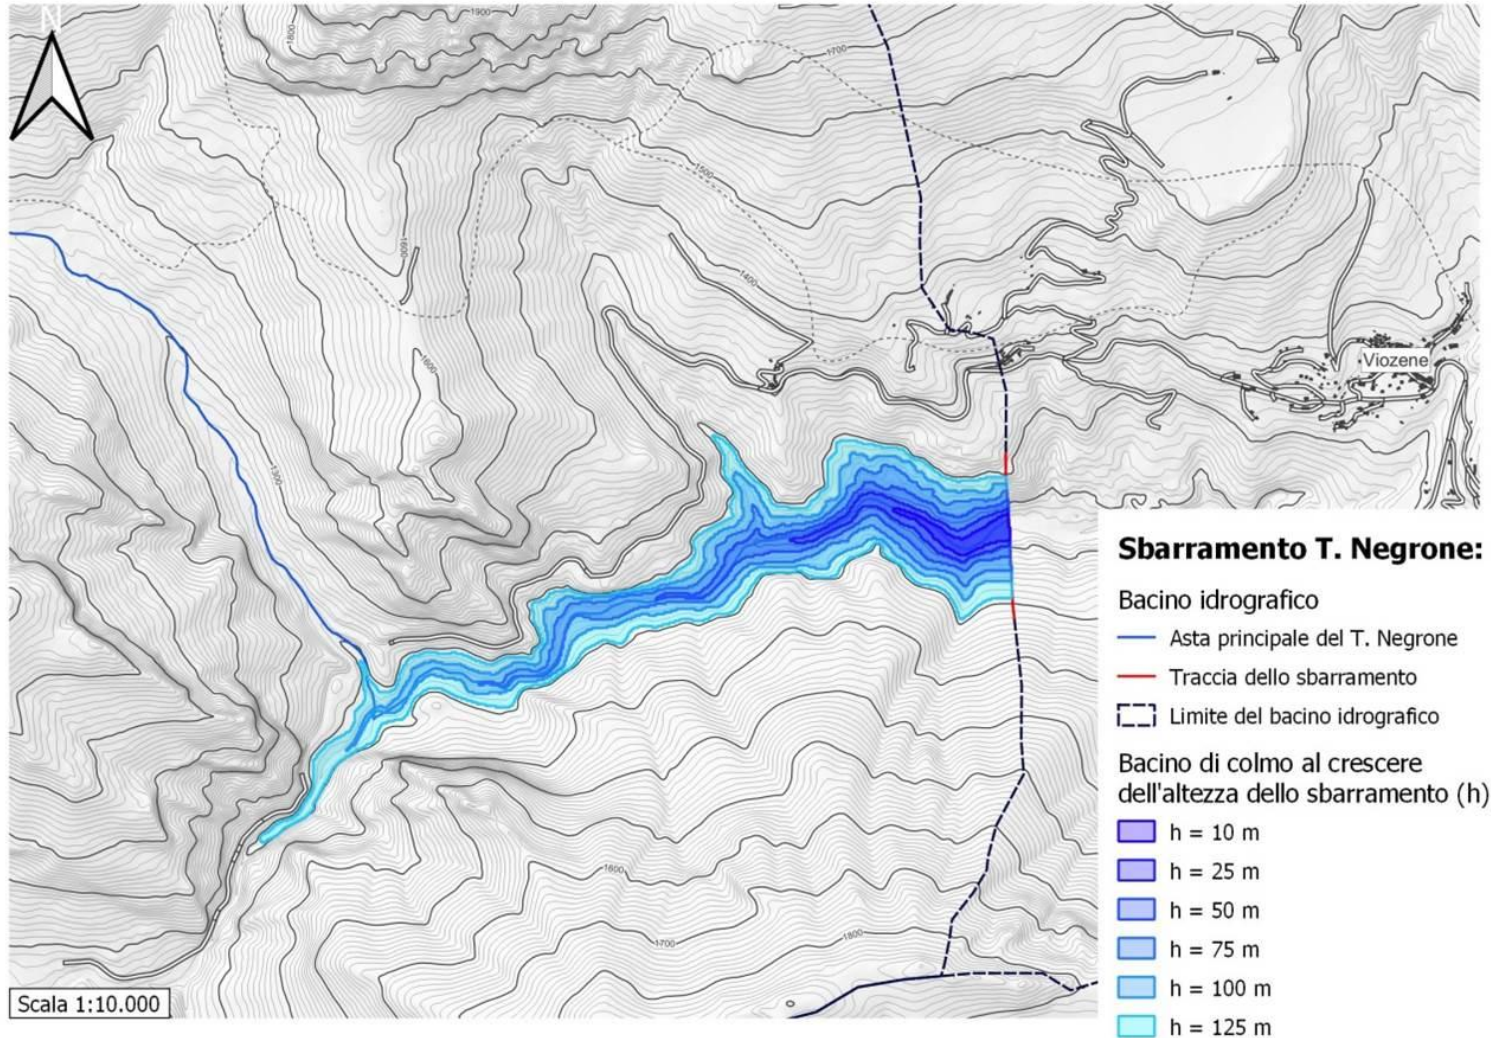 N
1900
1800
1700
1500
1600
1400
Viozene
1600
1300
Sbarramento T. Negrone:
Bacino idrografico
Asta principale del T. Negrone
Traccia dello sbarramento
Limite del bacino idrografico
Bacino di colmo al crescere
dell'altezza dello sbarramento (h)
h = 10 m
h = 25 m
h = 50 m
h = 75 m
h = 100 m
h = 125 m
1600
1700
1800
Scala 1:10.000